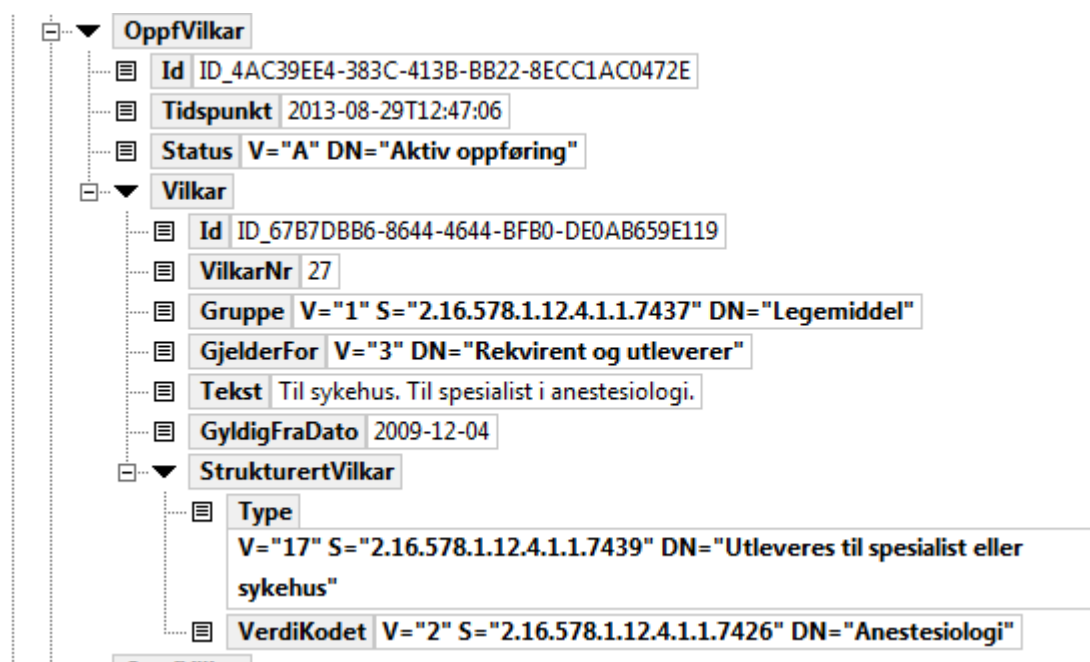 OppfVilkar
Id ID_4AC39EE4-383C-413B-BB22-8ECC1AC0472E
Tidspunkt 2013-08-29T12:47:06
Status V="A" DN="Aktiv oppføring"
Vilkar
Id ID_67B7DBB6-8644-4644-BFB0-DE0AB659E119
VilkarNr 27
Gruppe V="1" S="2.16.578.1.12.4.1.1.7437" DN="Legemiddel"
GjelderFor V="3" DN="Rekvirent og utleverer"
Tekst Til sykehus. Til spesialist i anestesiologi.
GyldigFraDato 2009-12-04
StrukturertVilkar
Type
V="17" S="2.16.578.1.12.4.1.1.7439" DN="Utleveres til spesialist eller
sykehus"
VerdiKodet V="2" S="2.16.578.1.12.4.1.1.7426" DN="Anestesiologi"